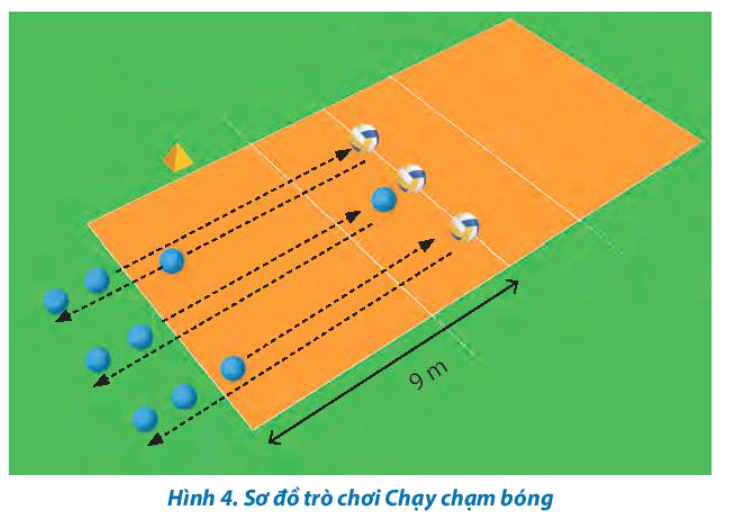 9 m
Hình 4. Sơ đồ trò chơi Chạy chạm bóng